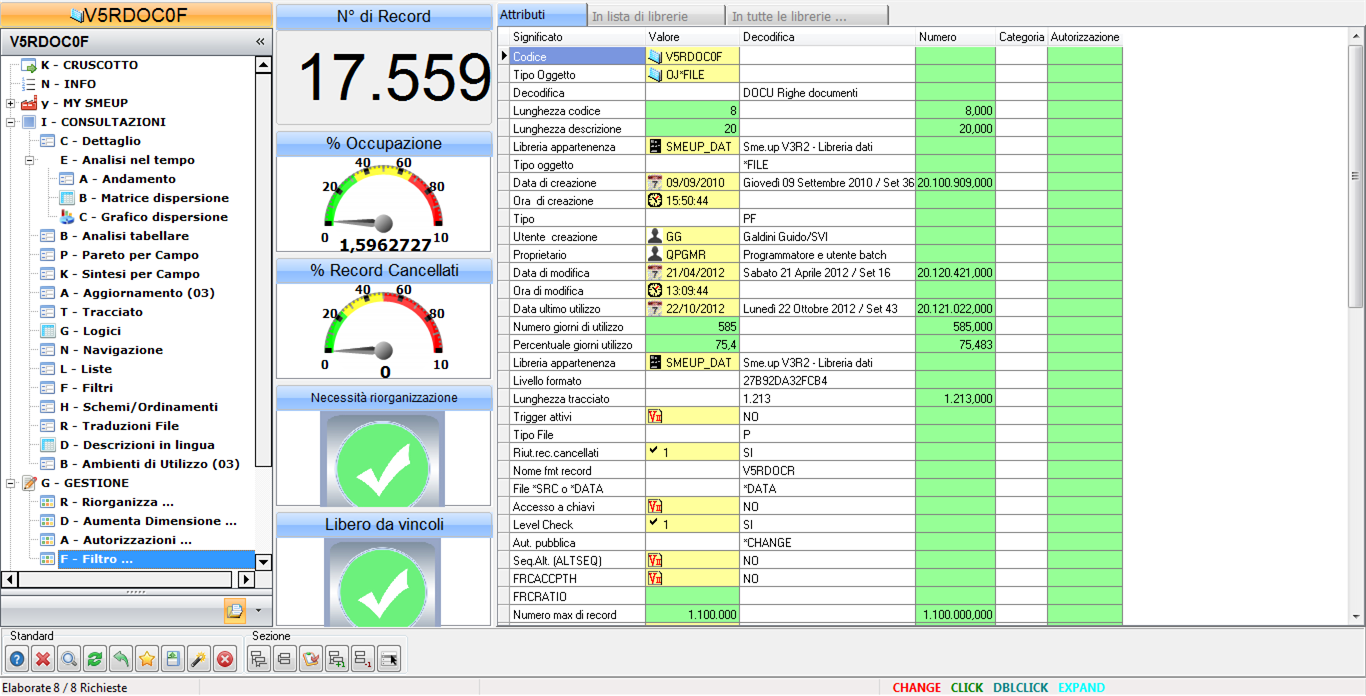 V5RDOC0F
V5RDOC0F «
K - CRUSCOTTO
N - INFO
y - MY SMEUP
I - CONSULTAZIONI
C - Dettaglio
E - Analisi nel tempo
A - Andamento
B - Matrice dispersione
C - Grafico dispersione
B - Analisi tabellare
P - Pareto per Campo
K - Sintesi per Campo
A - Aggiornamento (03)
T - Tracciato
G - Logici
N - Navigazione
L - Liste
F - Filtri
H - Schemi/Ordinamenti
R - Traduzioni File
D - Descrizioni in lingua
B - Ambienti di Utilizzo (03)
G - GESTIONE
R - Riorganizza ...
D - Aumenta Dimensione ...
A - Autorizzazioni ...
F - Filtro ...
N° di Record
17.559
% Occupazione
0 20 40 60 80 10
1,5962727
% Record Cancellati
0 20 40 60 80 10
0
Necessità riorganizzazione
Libero da vincoli
Attributi In lista di librerie In tutte le librerie ...
Significato Valore Decodifica Numero Categoria Autorizzazione
Codice V5RDOC0F
Tipo Oggetto OJ*FILE
Decodifica DOCU Righe documenti
Lunghezza codice 8 8,000
Lunghezza descrizione 20 20,000
Libreria appartenenza SMEUP_DAT Sme.up V3R2 - Libreria dati
Tipo oggetto *FILE
Data di creazione 09/09/2010 Giovedì 09 Settembre 2010 / Set 36 20.100.909,000
Ora di creazione 15:50:44
Tipo PF
Utente creazione GG Galdini Guido/SVI
Proprietario QPGMR Programmatore e utente batch
Data di modifica 21/04/2012 Sabato 21 Aprile 2012 / Set 16 20.120.421,000
Ora di modifica 13:09:44
Data ultimo utilizzo 22/10/2012 Lunedì 22 Ottobre 2012 / Set 43 20.121.022,000
Numero giorni di utilizzo 585 585,000
Percentuale giorni utilizzo 75,4 75,483
Libreria appartenenza SMEUP_DAT Sme.up V3R2 - Libreria dati
Livello formato 27B92DA32FCB4
Lunghezza tracciato 1.213 1.213,000
Trigger attivi NO
Tipo File P
Riut.rec.cancellati 1 SI
Nome fmt record V5RDOCR
File *SRC o *DATA *DATA
Accesso a chiavi NO
Level Check 1 SI
Aut. pubblica *CHANGE
Seq.Alt. (ALTSEQ) NO
FRCACCPTH NO
FRCRATIO
Numero max di record 1.100.000 1.100.000,000
Standard Sezione
Elaborate 8 / 8 Richieste CHANGE CLICK DBLCLICK EXPAND